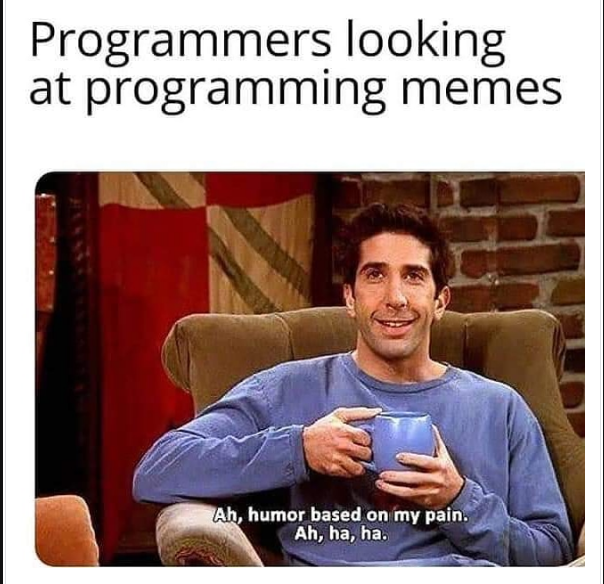 Programmers looking
at programming memes
Ah, humor based on my pain.
Ah, ha, ha.